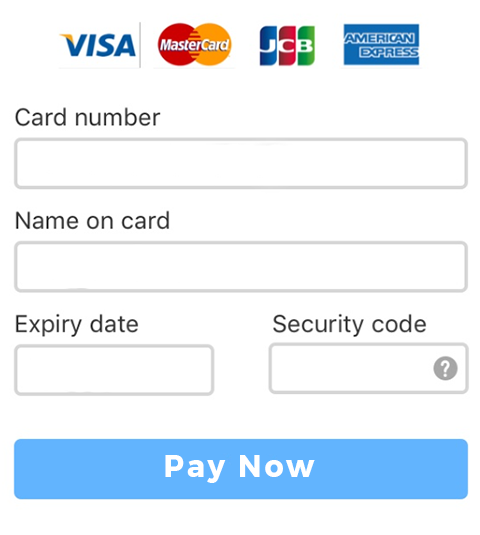 VISA MasterCard JCB AMERICAN EXPRESS
Card number
Name on card
Expiry date Security code
?
Pay Now